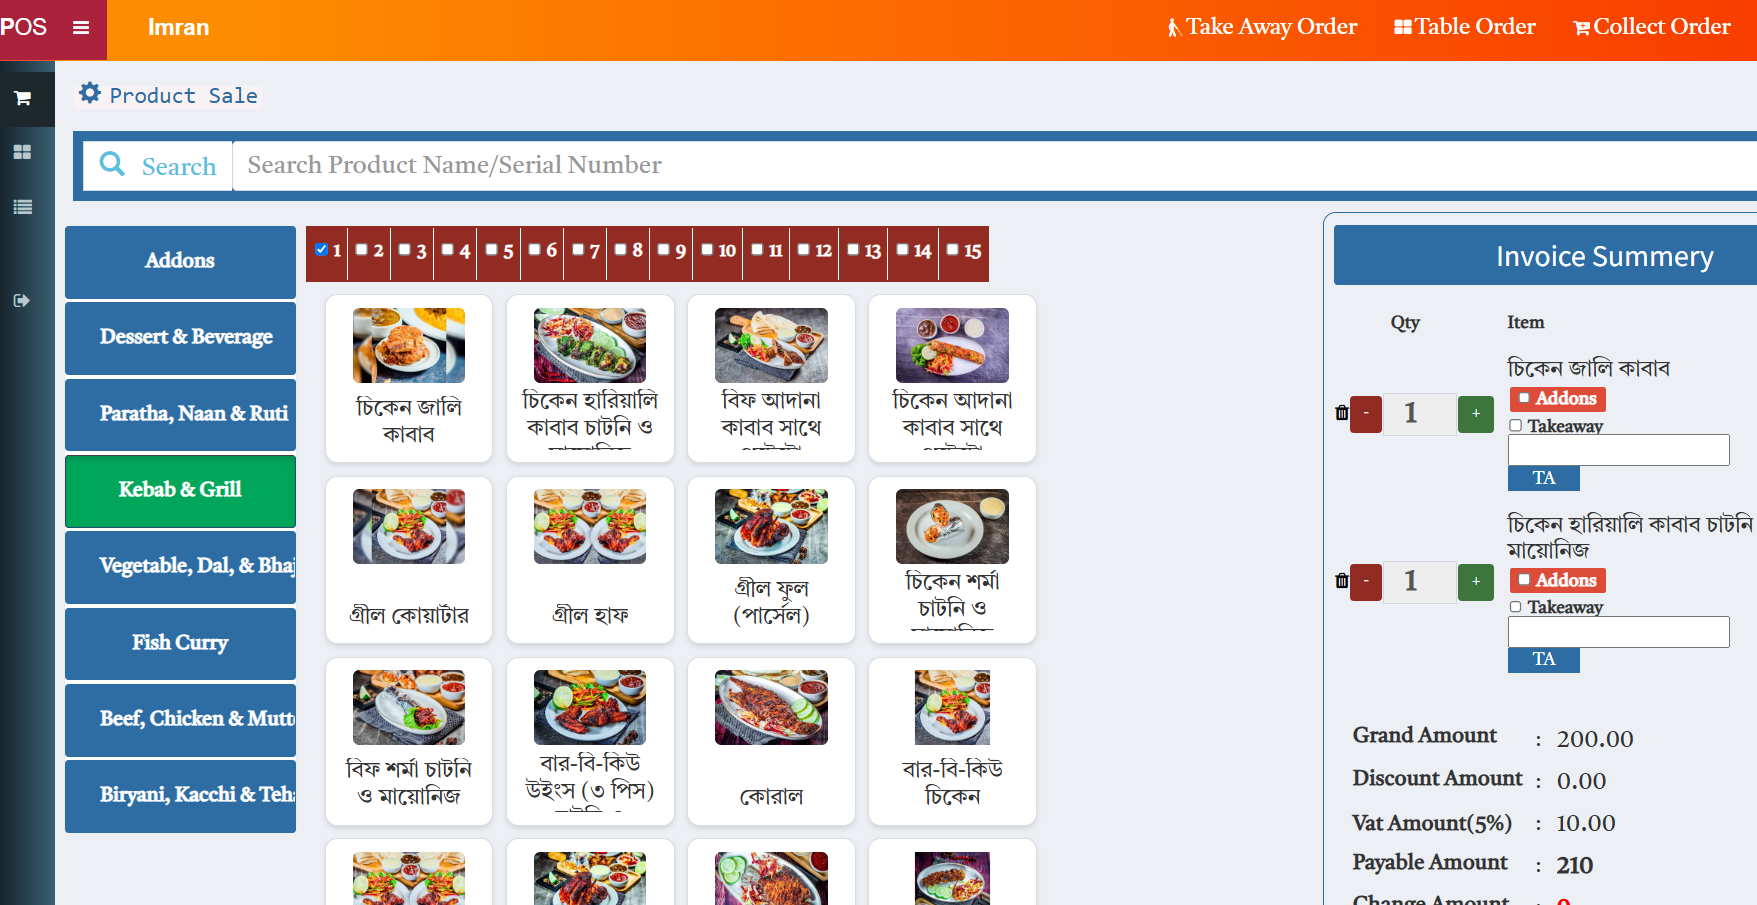 POS
Imran
Take Away Order
Table Order
Collect Order
Product Sale
Search
Search Product Name/Serial Number
Addons
Dessert & Beverage
Paratha, Naan & Ruti
Kebab & Grill
Vegetable, Dal, & Bhaj
Fish Curry
Beef, Chicken & Mutt
Biryani, Kacchi & Teh
1 2 3 4 5 6 7 8 9 10 11 12 13 14 15
চিকেন জালি
কাবাব
চিকেন হারিয়ালি
কাবাব চাটনি ও
বিফ আদানা
কাবাব সাথে
চিকেন আদানা
কাবাব সাথে
গ্রীল কোয়ার্টার
গ্রীল হাফ
গ্রীল ফুল
(পার্সেল)
চিকেন শর্মা
চাটনি ও
বিফ শর্মা চাটনি
ও মায়োনিজ
বার-বি-কিউ
উইংস (৩ পিস)
কোরাল
বার-বি-কিউ
চিকেন
Invoice Summery
Qty Item
চিকেন জালি কাবাব
Addons
- 1 +
Takeaway
TA
চিকেন হারিয়ালি কাবাব চাটনি
মায়োনিজ
Addons
- 1 +
Takeaway
TA
Grand Amount : 200.00
Discount Amount : 0.00
Vat Amount(5%) : 10.00
Payable Amount : 210
Change Amount : 0